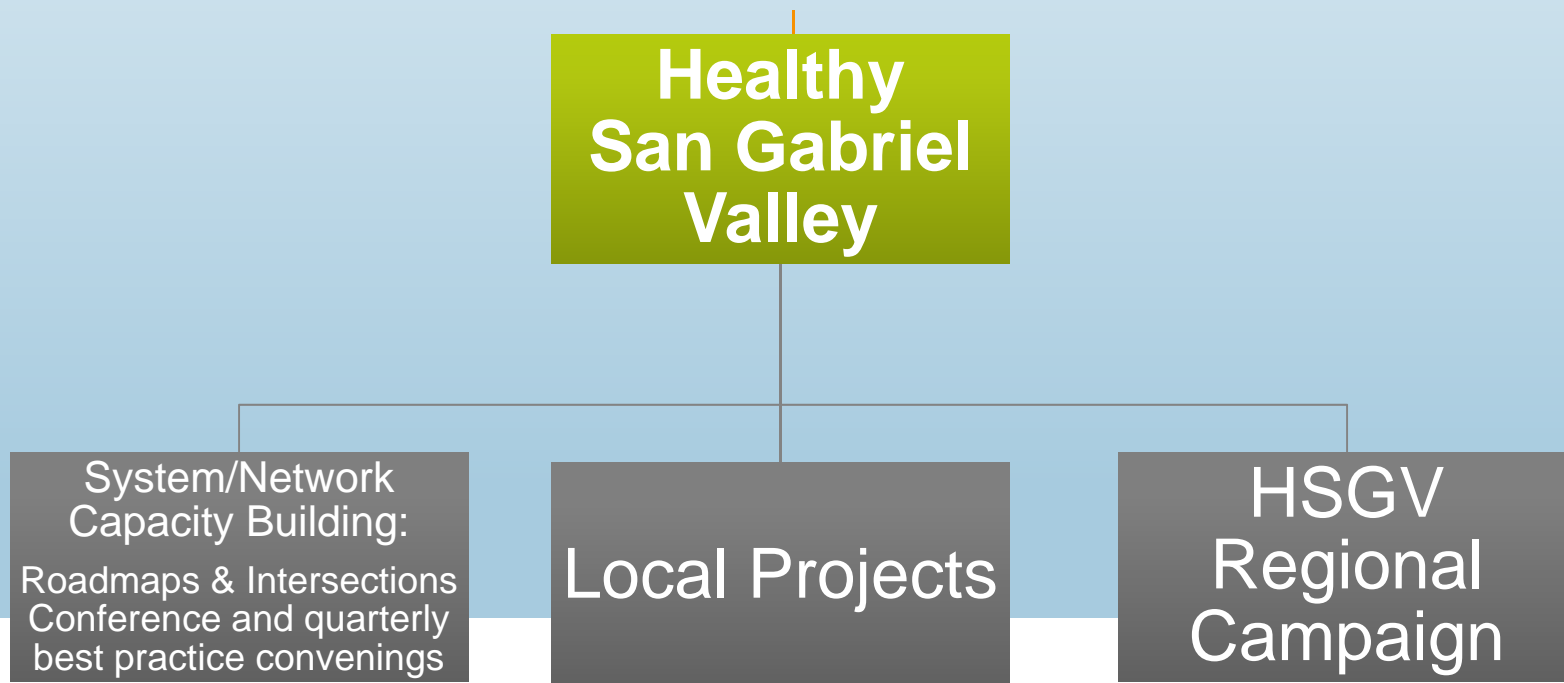 Healthy
San Gabriel
Valley
System/Network
Capacity Building:
Roadmaps & Intersections
Conference and quarterly
best practice convenings
Local Projects
HSGV
Regional
Campaign